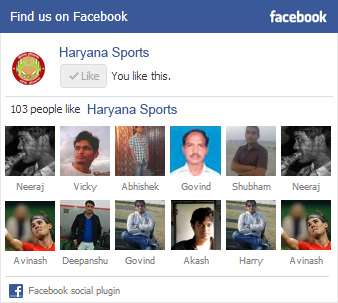 Find us on Facebook facebook
Haryana Sports
Like You like this.
103 people like Haryana Sports
Neeraj Vicky Abhishek Govind Shubham Neeraj
Avinash Deepanshu Govind Akash Harry Avinash
Facebook social plugin